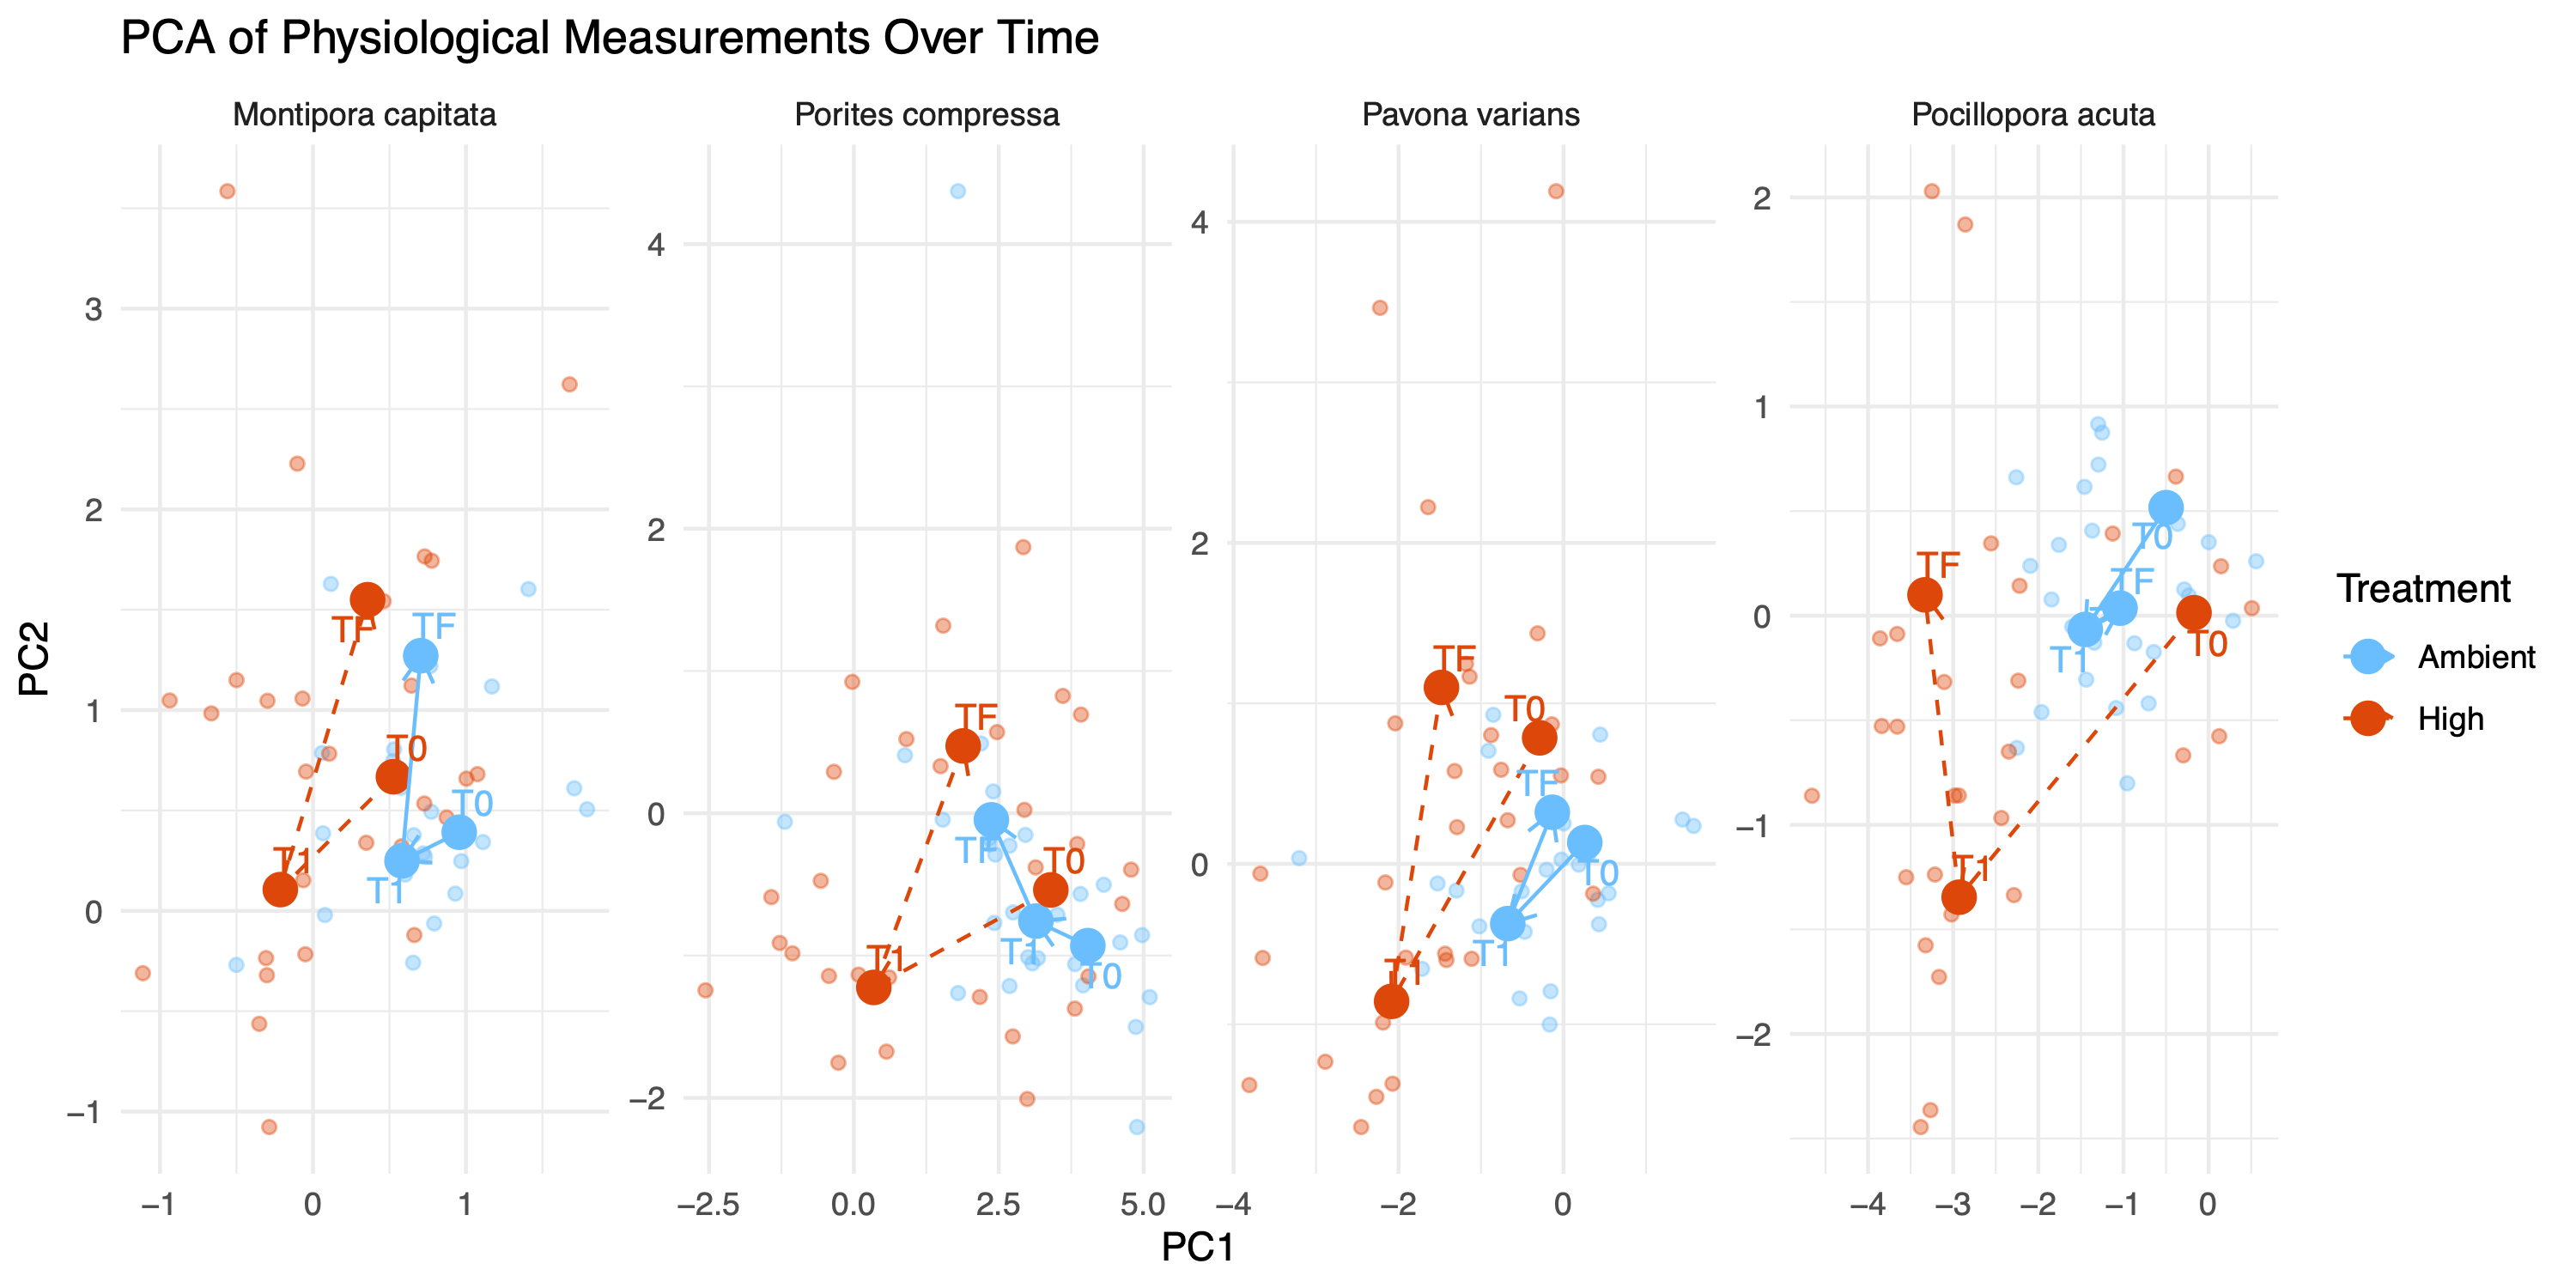 PCA of Physiological Measurements Over Time
Montipora capitata
Porites compressa
Pavona varians
Pocillopora acuta
PC2
3
2
1
0
−1
TF
TF
T0
T0
T1
T1
−1
0
1
4
2
0
−2
TF
TF
T0
T1
T1
T0
−2.5
0.0
2.5
5.0
4
2
0
TF
T0
TF
T0
T1
T1
−4
−2
0
2
1
0
−1
−2
T0
TF
TF
T0
T1
T1
−4
−3
−2
−1
0
PC1
Treatment
Ambient
High